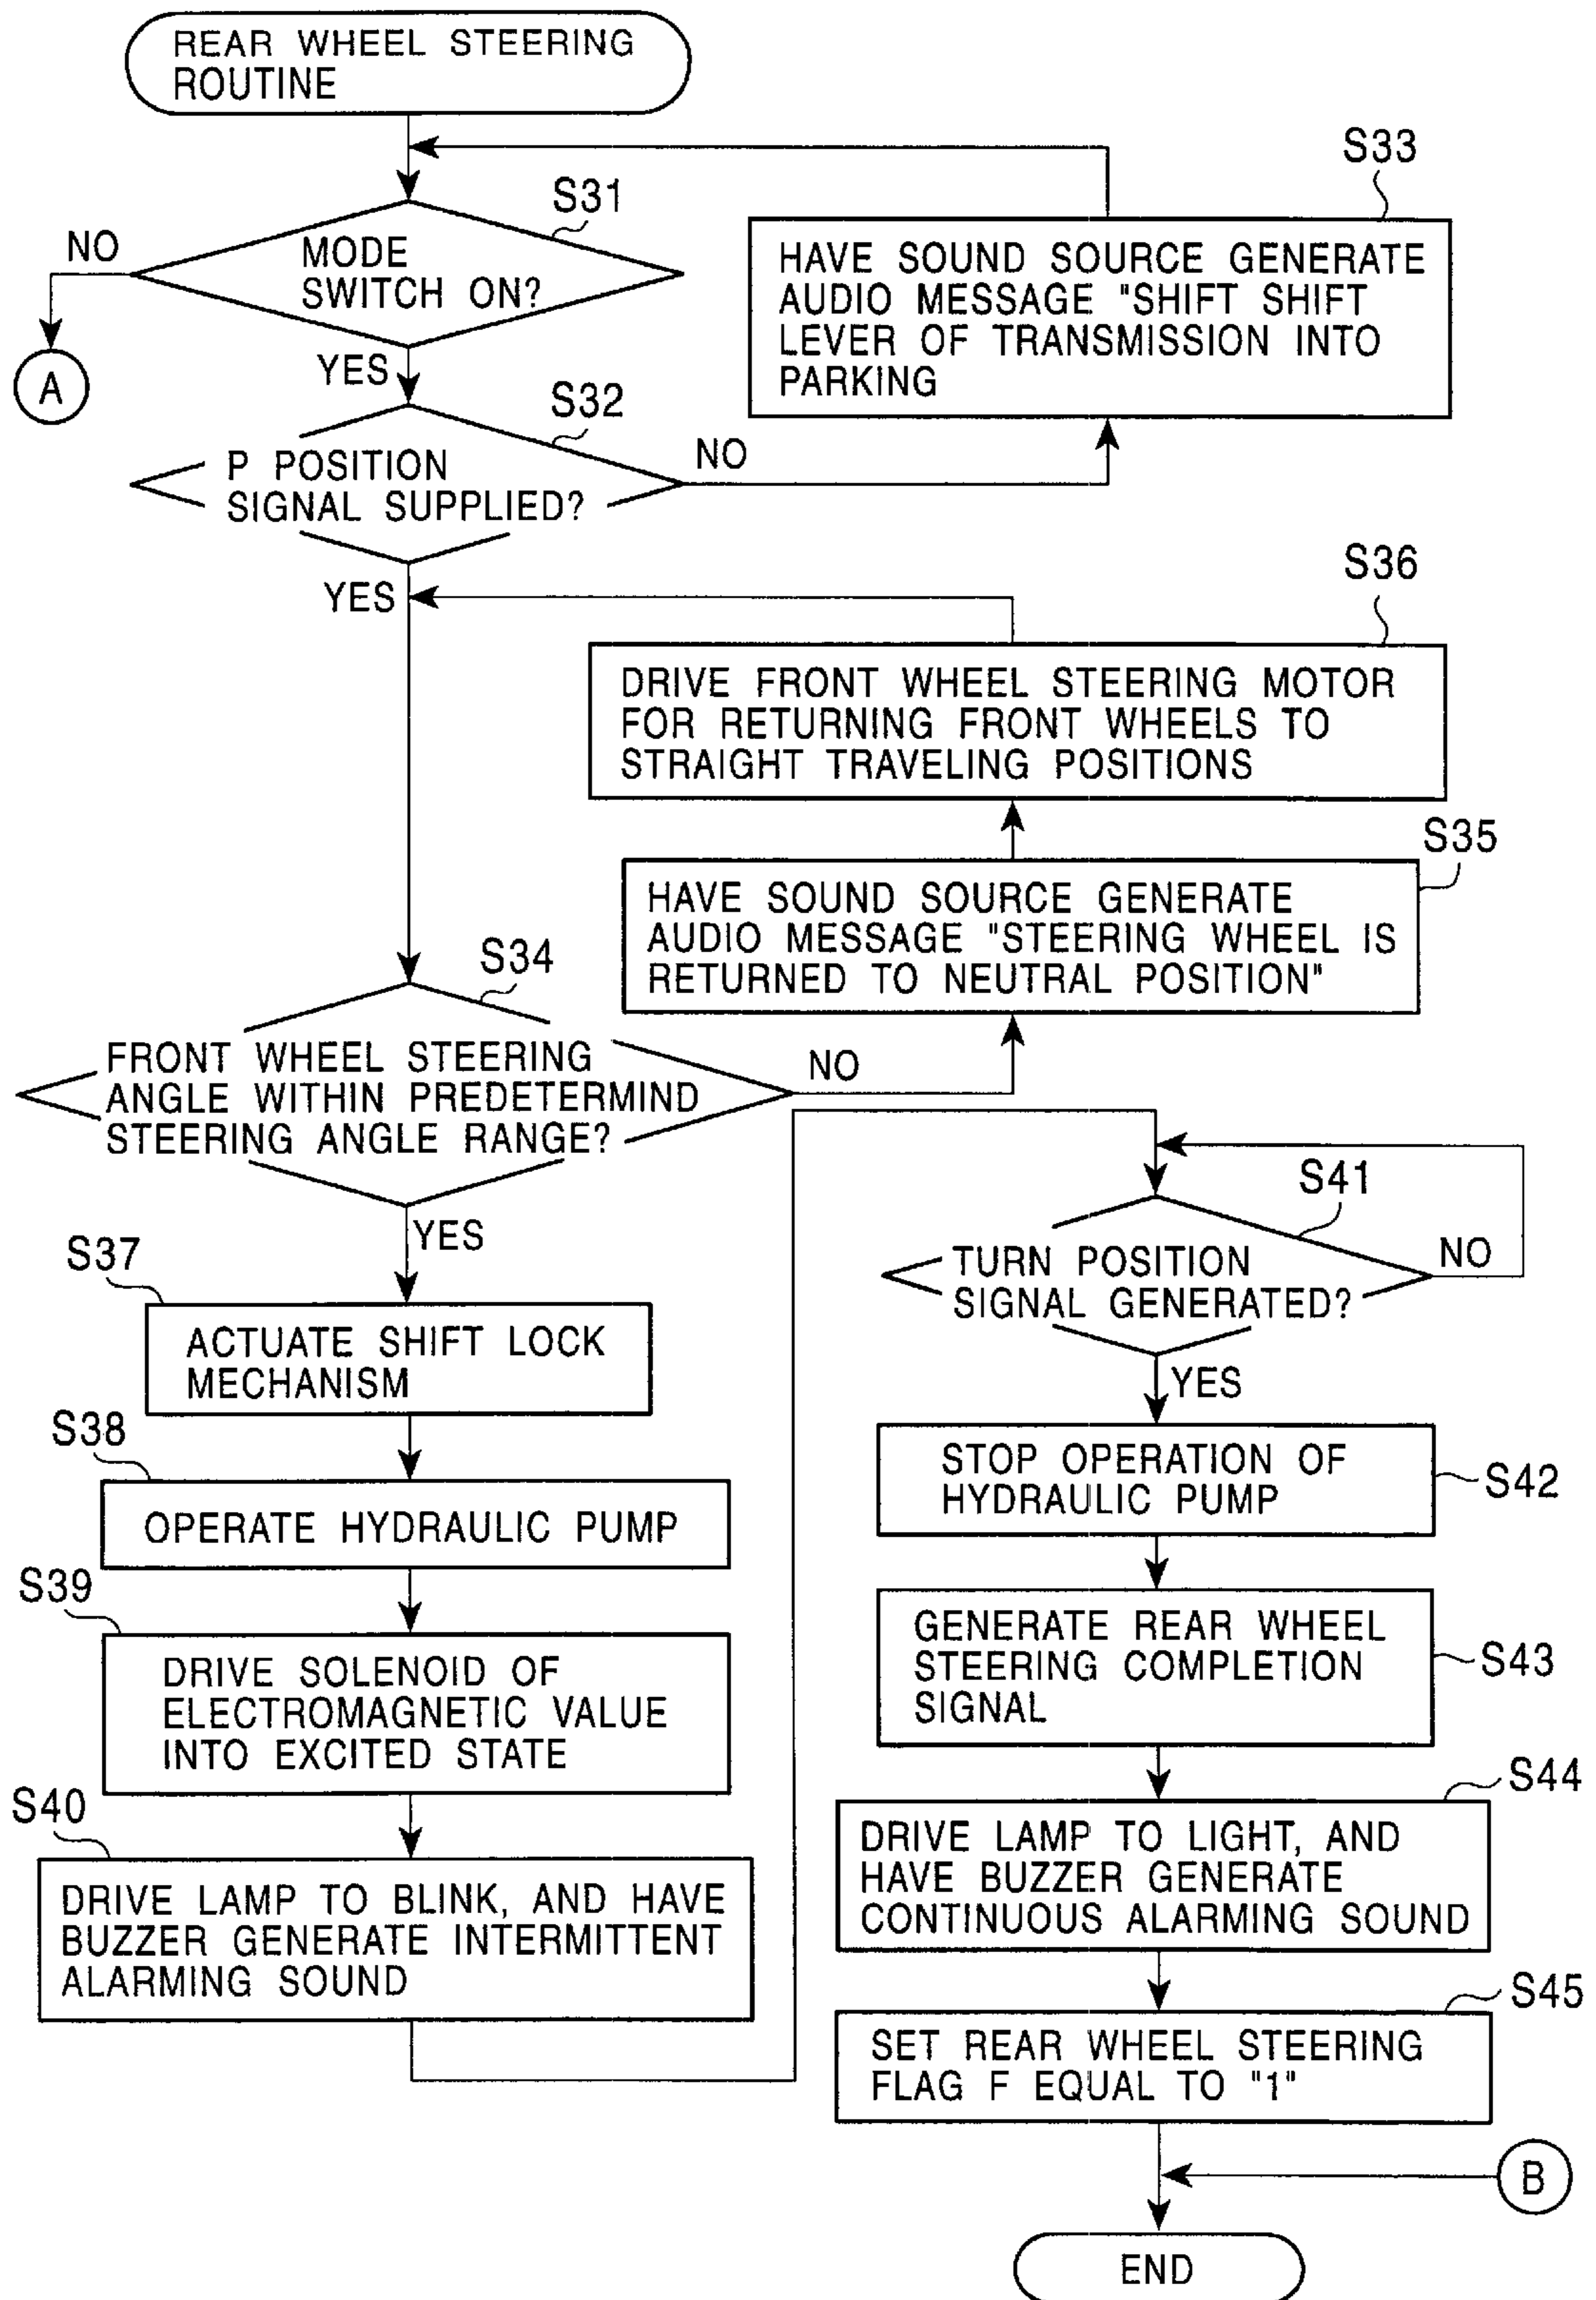 REAR WHEEL STEERING
ROUTINE
S31
MODE
SWITCH ON?
NO
A
YES
S33
HAVE SOUND SOURCE GENERATE
AUDIO MESSAGE "SHIFT SHIFT
LEVER OF TRANSMISSION INTO
PARKING
S32
P POSITION
SIGNAL SUPPLIED?
NO
YES
S36
DRIVE FRONT WHEEL STEERING MOTOR
FOR RETURNING FRONT WHEELS TO
STRAIGHT TRAVELING POSITIONS
S35
HAVE SOUND SOURCE GENERATE
AUDIO MESSAGE "STEERING WHEEL IS
RETURNED TO NEUTRAL POSITION"
S34
FRONT WHEEL STEERING
ANGLE WITHIN PREDETERMIND
STEERING ANGLE RANGE?
NO
YES
S37
ACTUATE SHIFT LOCK
MECHANISM
S38
OPERATE HYDRAULIC PUMP
S39
DRIVE SOLENOID OF
ELECTROMAGNETIC VALUE
INTO EXCITED STATE
S40
DRIVE LAMP TO BLINK, AND HAVE
BUZZER GENERATE INTERMITTENT
ALARMING SOUND
S41
TURN POSITION
SIGNAL GENERATED?
NO
YES
STOP OPERATION OF
HYDRAULIC PUMP
S42
GENERATE REAR WHEEL
STEERING COMPLETION
SIGNAL
S43
S44
DRIVE LAMP TO LIGHT, AND
HAVE BUZZER GENERATE
CONTINUOUS ALARMING SOUND
S45
SET REAR WHEEL STEERING
FLAG F EQUAL TO "1"
B
END